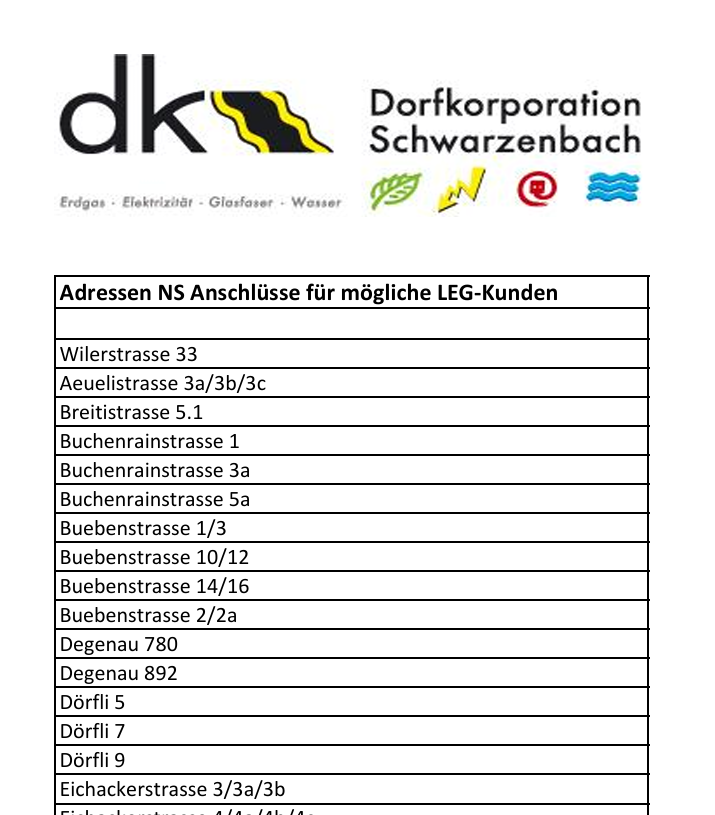 dk
Dorfkorporation
Schwarzenbach
Erdgas - Elektrizität - Glasfaser - Wasser
Adressen NS Anschlüsse für mögliche LEG-Kunden
Wilerstrasse 33
Aeuelistrasse 3a/3b/3c
Breitistrasse 5.1
Buchenrainstrasse 1
Buchenrainstrasse 3a
Buchenrainstrasse 5a
Buebenstrasse 1/3
Buebenstrasse 10/12
Buebenstrasse 14/16
Buebenstrasse 2/2a
Degenau 780
Degenau 892
Dörfli 5
Dörfli 7
Dörfli 9
Eichackerstrasse 3/3a/3b